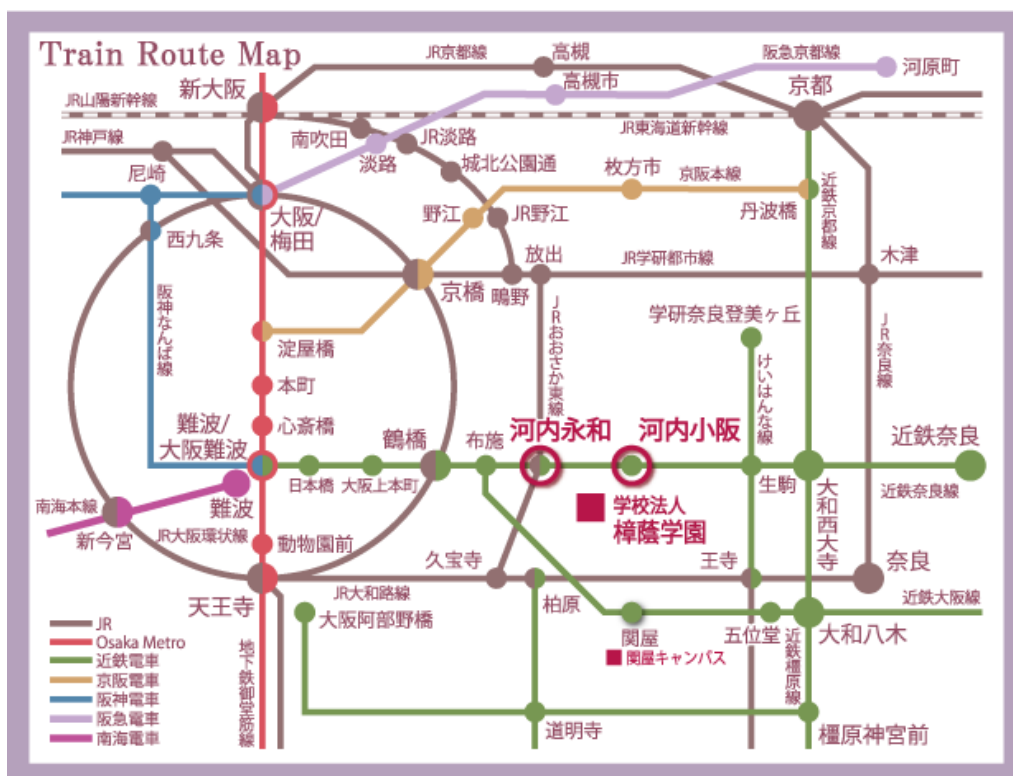 Train Route Map
JR京都線
高槻
阪急京都線
河原町
新大阪
高槻市
京都
JR山陽新幹線
南吹田
JR淡路
JR東海道新幹線
JR神戸線
淡路
城北公園通
尼崎
枚方市
京阪本線
近鉄京都線
西九条
大阪/
梅田
野江
JR野江
丹波橋
放出
JR学研都市線
木津
京橋
鴫野
阪神なんば線
JRおおさか東線
学研奈良登美ヶ丘
JR奈良線
淀屋橋
けいはんな線
本町
難波/
大阪難波
心斎橋
鶴橋
布施
河内永和
河内小阪
近鉄奈良
日本橋
大阪上本町
生駒
大和西大寺
近鉄奈良線
南海本線
難波
学校法人
樟蔭学園
新今宮
JR大阪環状線
動物園前
久宝寺
王寺
奈良
天王寺
JR大和路線
柏原
近鉄大阪線
大阪阿部野橋
関屋
五位堂
大和八木
関屋キャンパス
近鉄橿原線
地下鉄御堂筋線
道明寺
橿原神宮前
JR
Osaka Metro
近鉄電車
京阪電車
阪神電車
阪急電車
南海電車